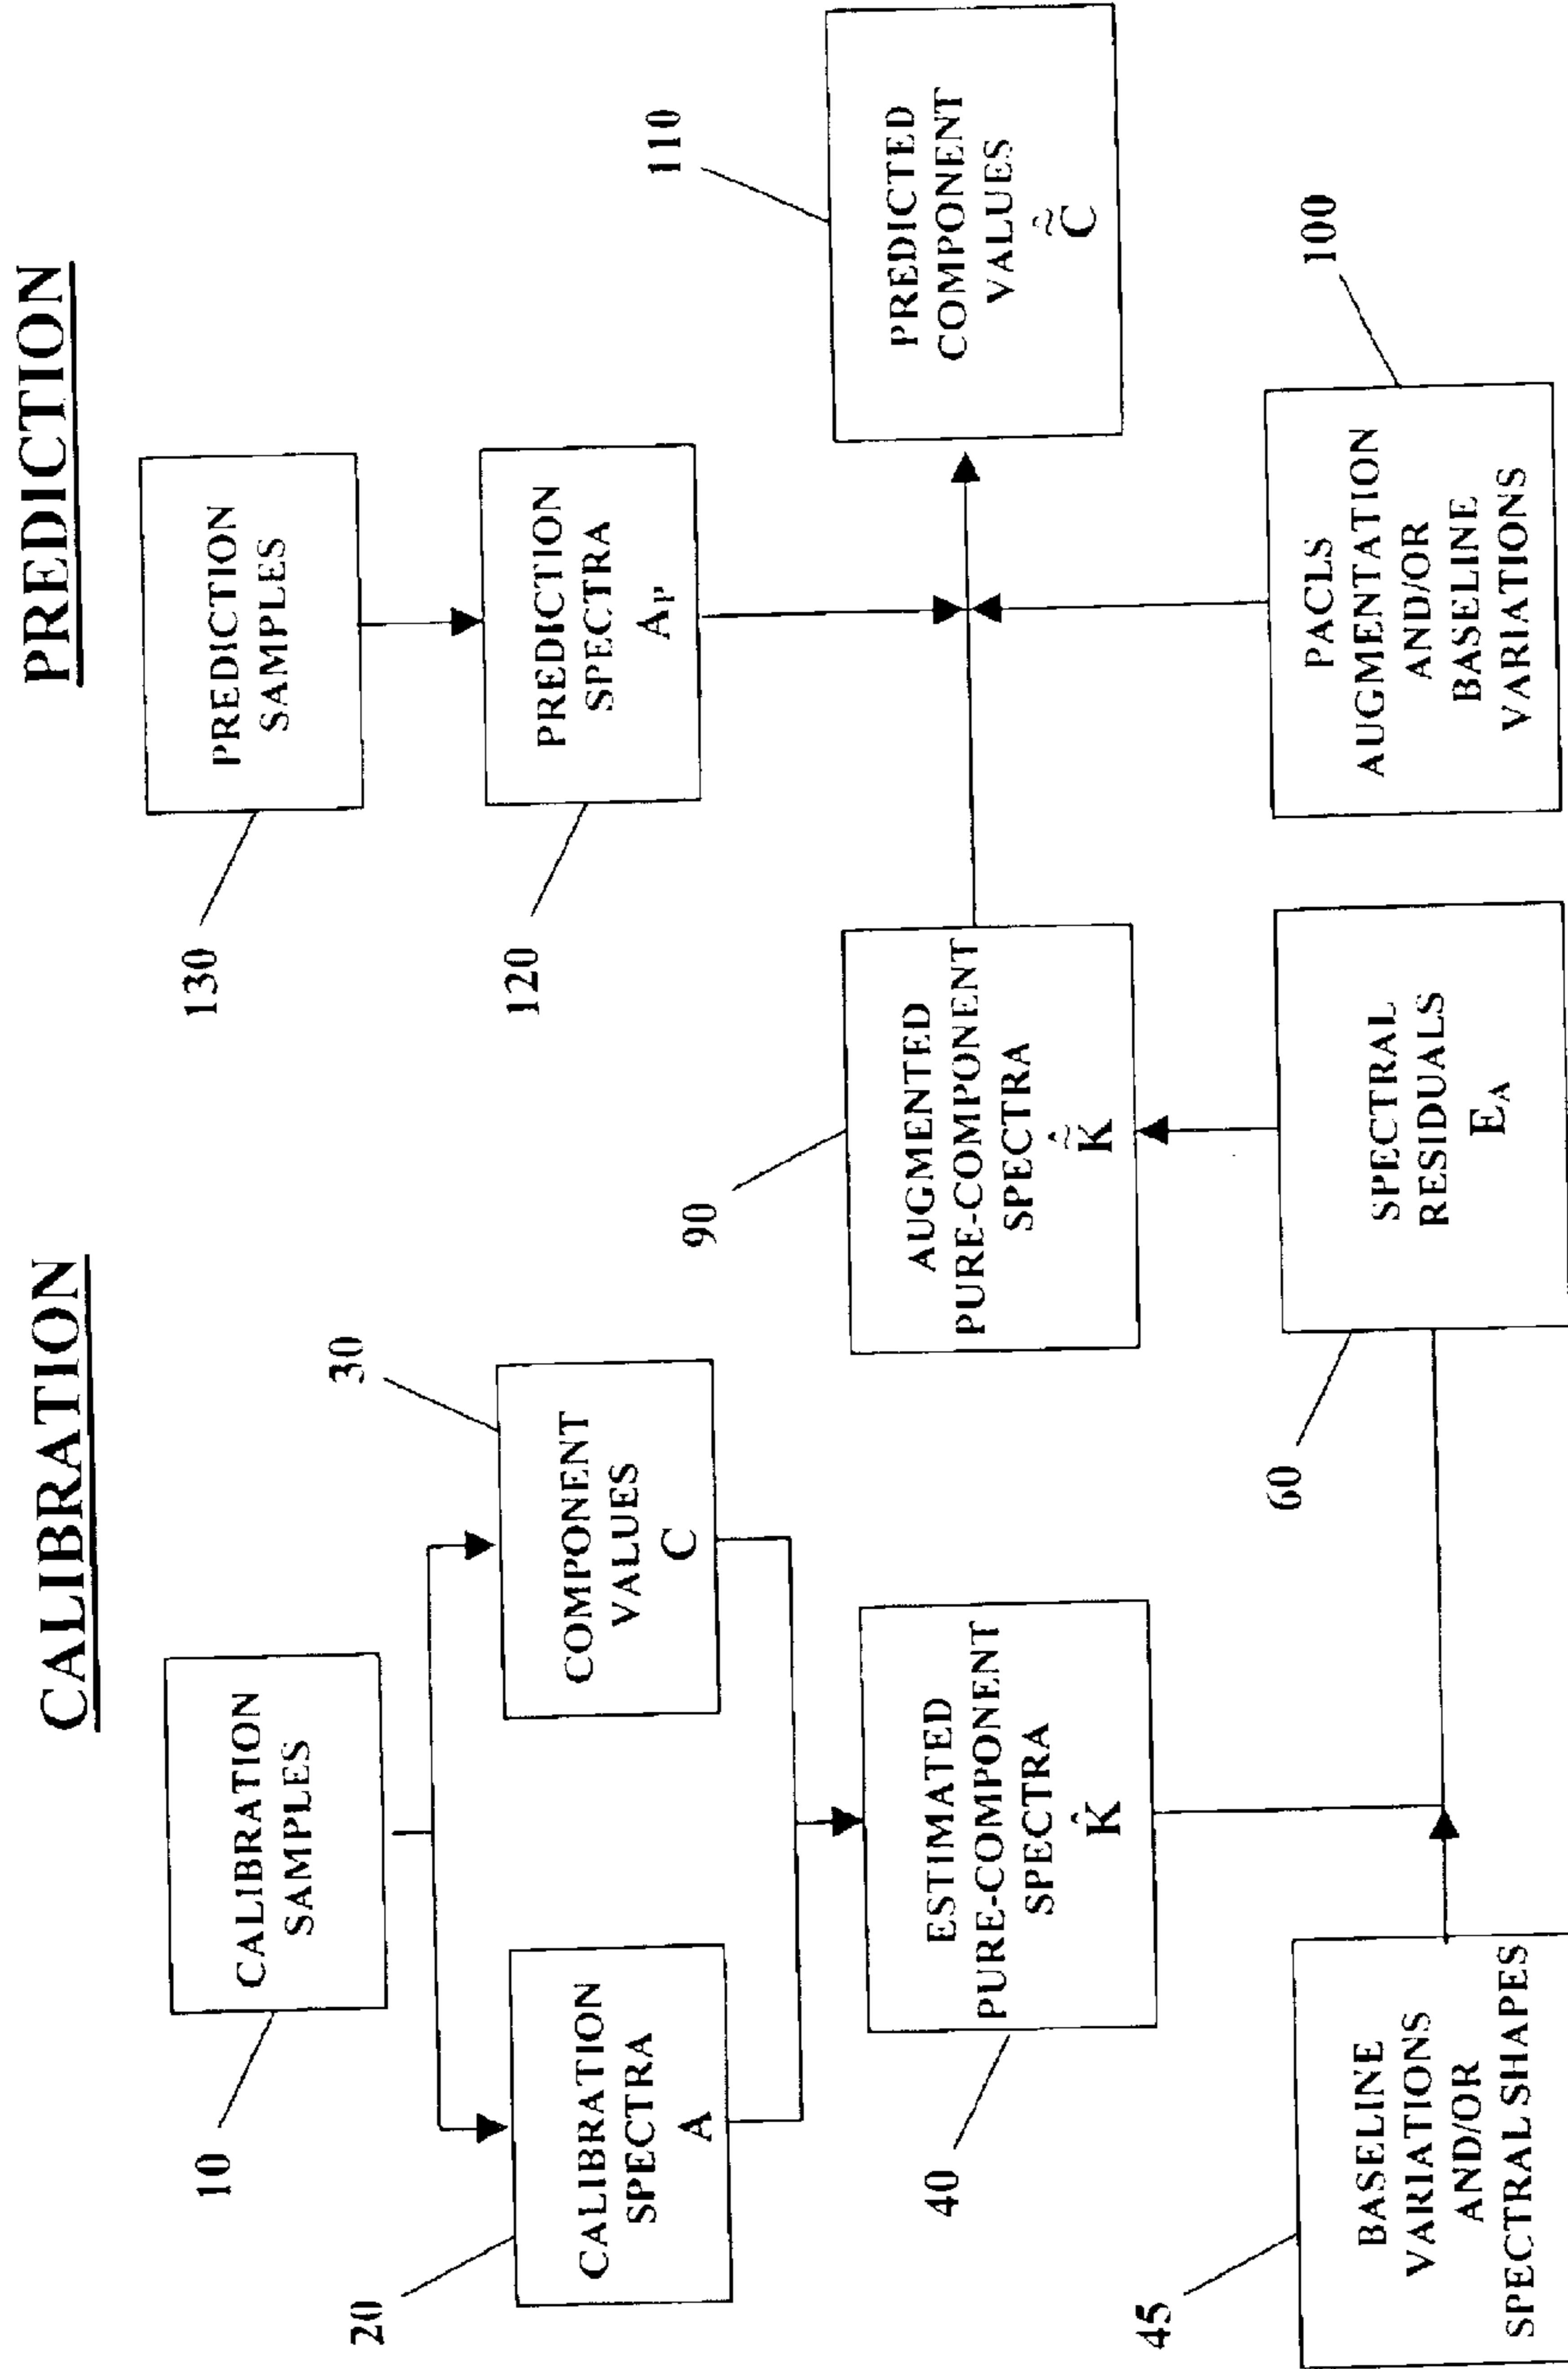 CALIBRATION
CALIBRATION
SAMPLES
10
CALIBRATION
SPECTRA
A
20
COMPONENT
VALUES
C
30
ESTIMATED
PURE-COMPONENT
SPECTRA
K̂
40
BASELINE
VARIATIONS
AND/OR
SPECTRAL SHAPES
45
SPECTRAL
RESIDUALS
E_A
60
AUGMENTED
PURE-COMPONENT
SPECTRA
K̃̂
90
PREDICTION
PREDICTION
SAMPLES
130
PREDICTION
SPECTRA
A_P
120
PACLS
AUGMENTATION
AND/OR
BASELINE
VARIATIONS
100
PREDICTED
COMPONENT
VALUES
C̃̂
110